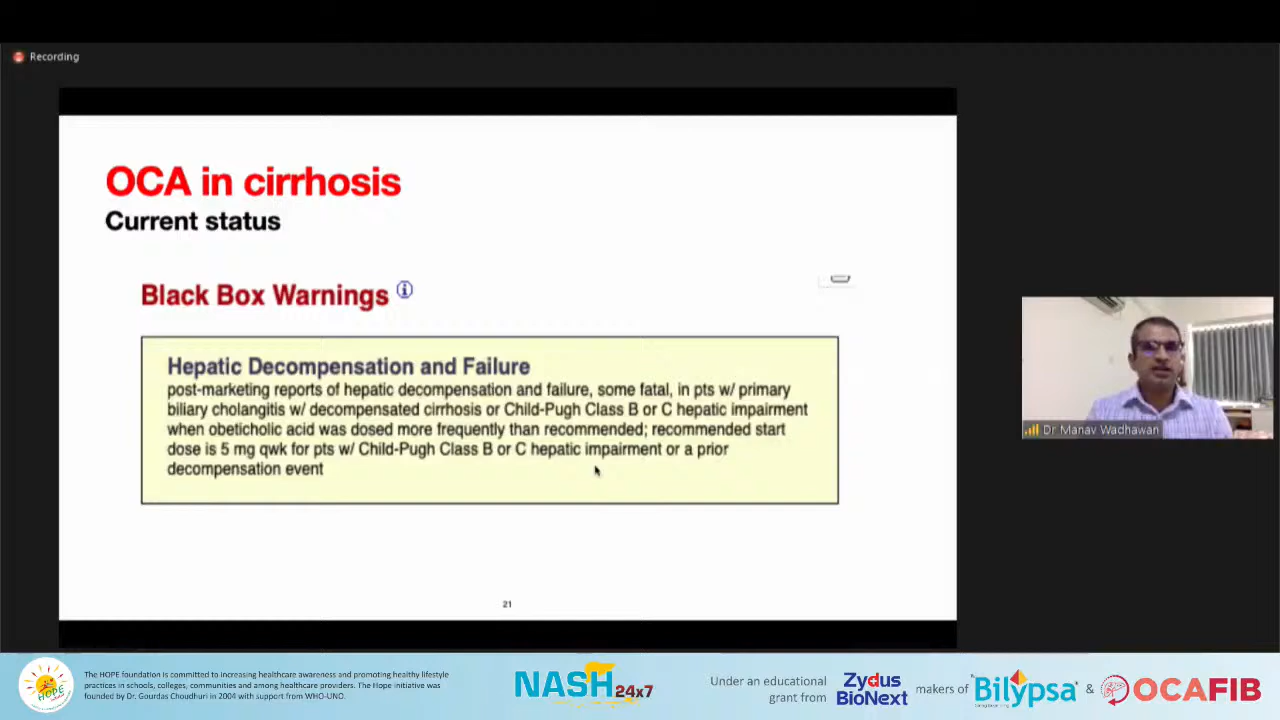 Recording
OCA in cirrhosis
Current status
Black Box Warnings
Hepatic Decompensation and Failure
post-marketing reports of hepatic decompensation and failure, some fatal, in pts w/ primary
biliary cholangitis w/ decompensated cirrhosis or Child-Pugh Class B or C hepatic impairment
when obeticholic acid was dosed more frequently than recommended; recommended start
dose is 5 mg qwk for pts w/ Child-Pugh Class B or C hepatic impairment or a prior
decompensation event
21
Dr Manav Wadhawan
HOPE
The HOPE foundation is committed to increasing healthcare awareness and promoting healthy lifestyle
practices in schools, colleges, communities and among healthcare providers. The Hope initiative was
founded by Dr. Gourdas Choudhuri in 2004 with support from WHO-UNO.
NASH 24x7
Under an educational
grant from
Zydus
BioNext
makers of
Bilypsa
&
OCAFIB